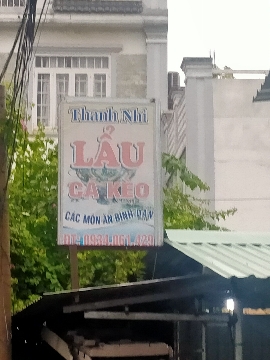 Thanh Nhi
LẨU
CÁ KÈO
CÁC MÓN ĂN BÌNH DÂN